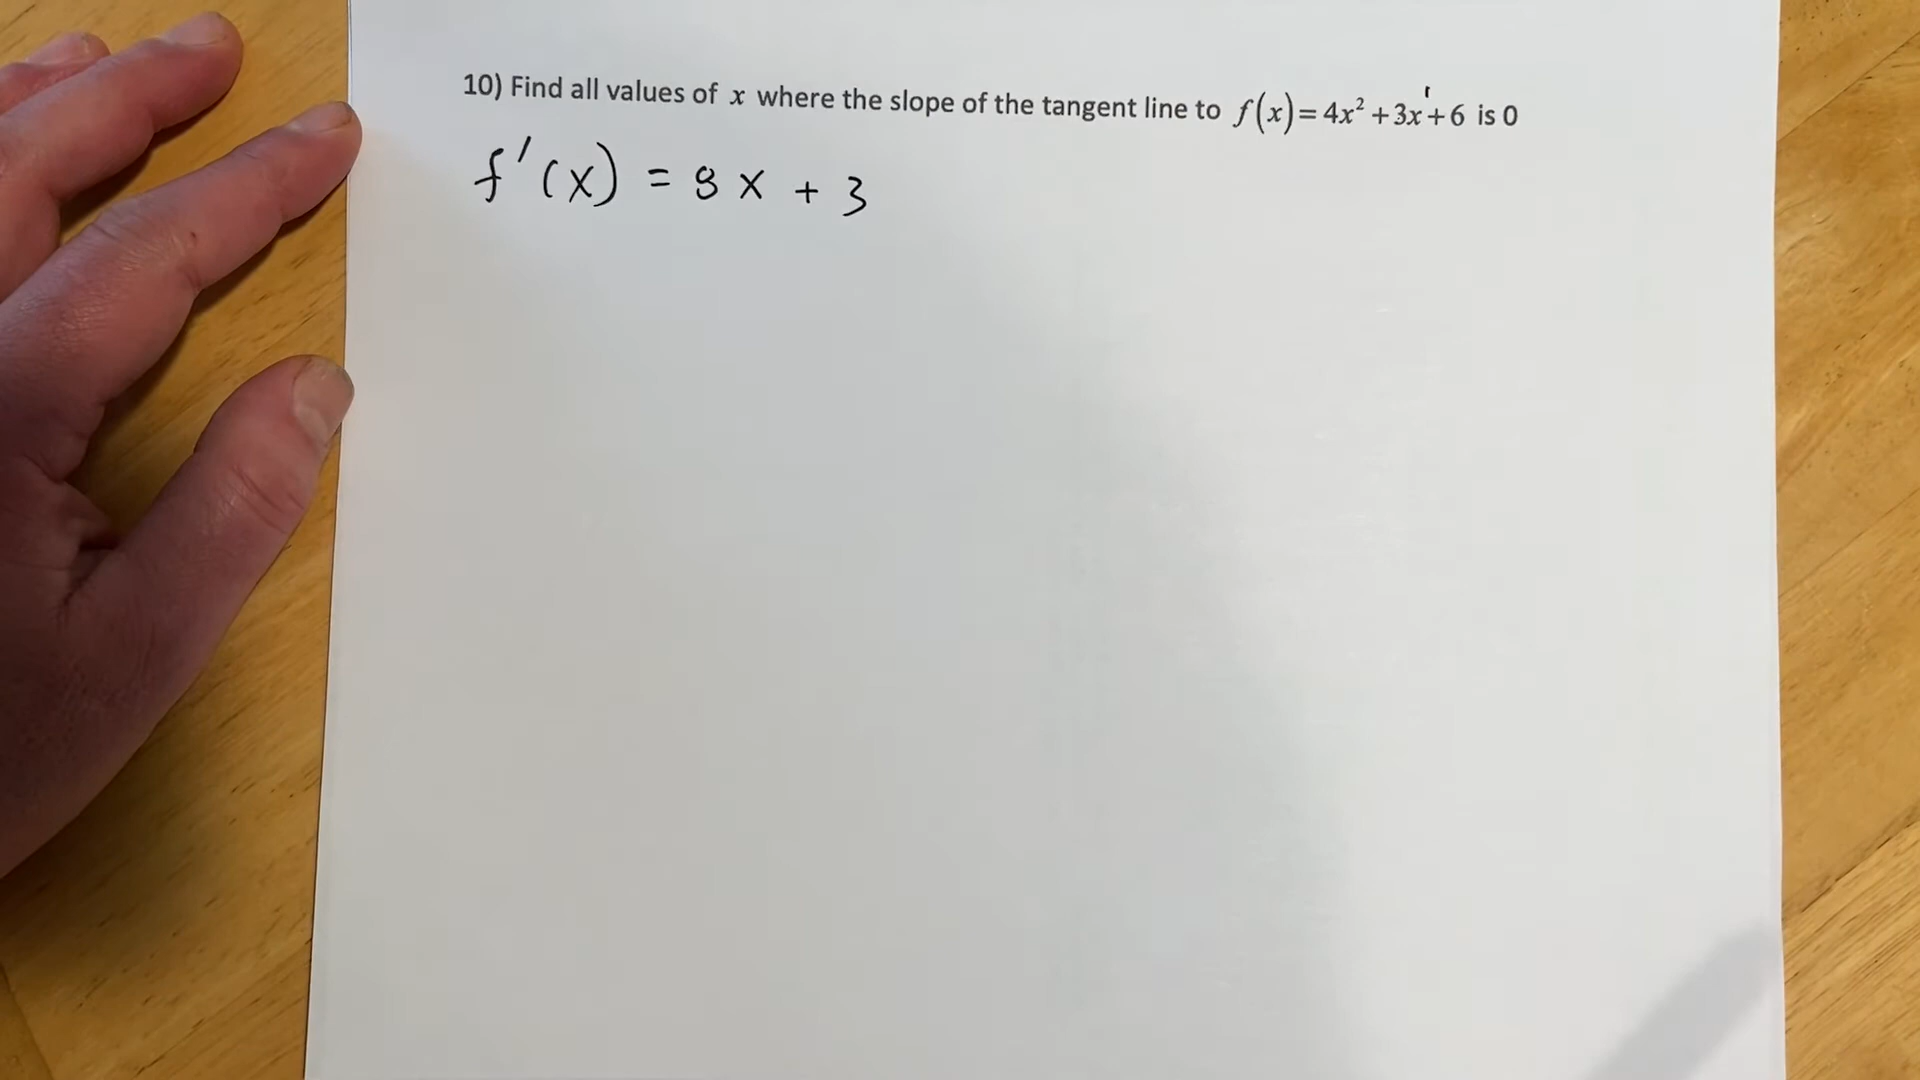 10) Find all values of x where the slope of the tangent line to f(x)=4x²+3x+6 is 0
f'(x) = 8x + 3